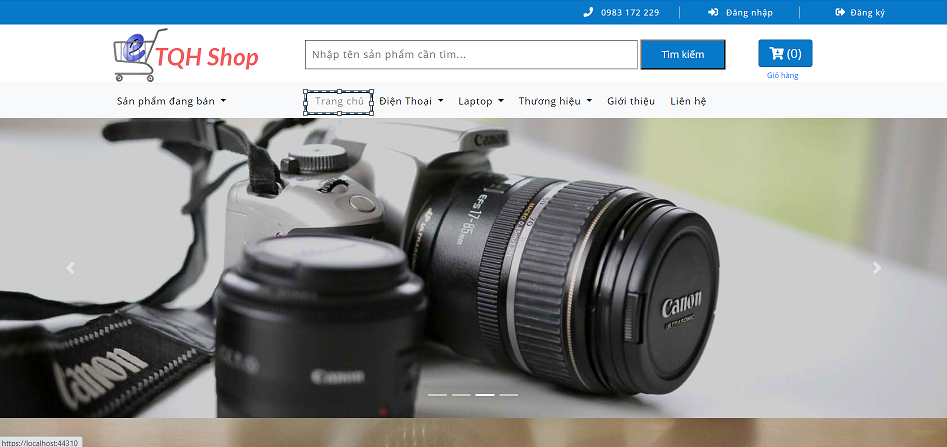 0983 172 229
Đăng nhập
Đăng ký
e
TQH Shop
Nhập tên sản phẩm cần tìm...
Tìm kiếm
(0)
Giỏ hàng
Sản phẩm đang bán
Trang chủ
Điện Thoại
Laptop
Thương hiệu
Giới thiệu
Liên hệ
Canon
EFS 17-85mm
Canon
ULTRASONIC
Canon
Canon
https://localhost:44310